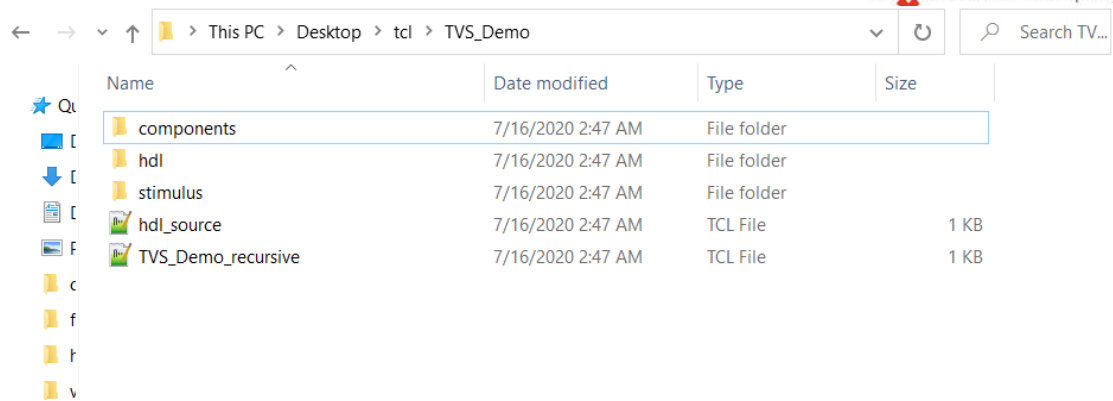 This PC > Desktop > tcl > TVS_Demo
Search TV...
Name Date modified Type Size
components 7/16/2020 2:47 AM File folder
hdl 7/16/2020 2:47 AM File folder
stimulus 7/16/2020 2:47 AM File folder
hdl_source 7/16/2020 2:47 AM TCL File 1 KB
TVS_Demo_recursive 7/16/2020 2:47 AM TCL File 1 KB